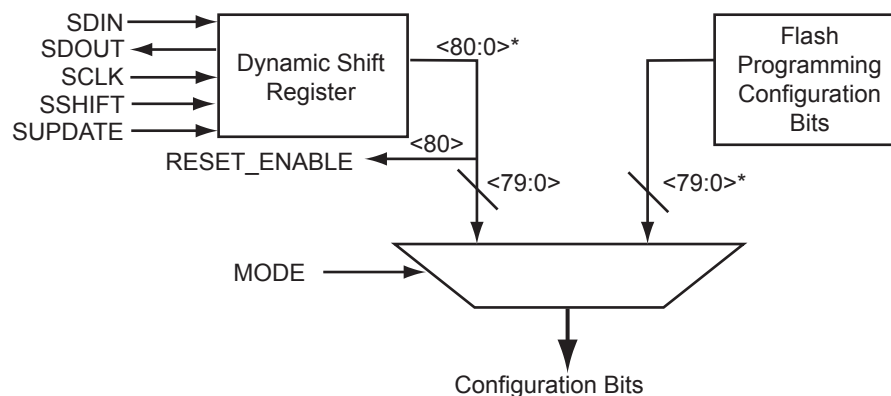 SDIN
SDOUT
SCLK
SSHIFT
SUPDATE
Dynamic Shift
Register
<80:0>*
Flash
Programming
Configuration
Bits
<80>
RESET_ENABLE
<79:0>
<79:0>*
MODE
Configuration Bits